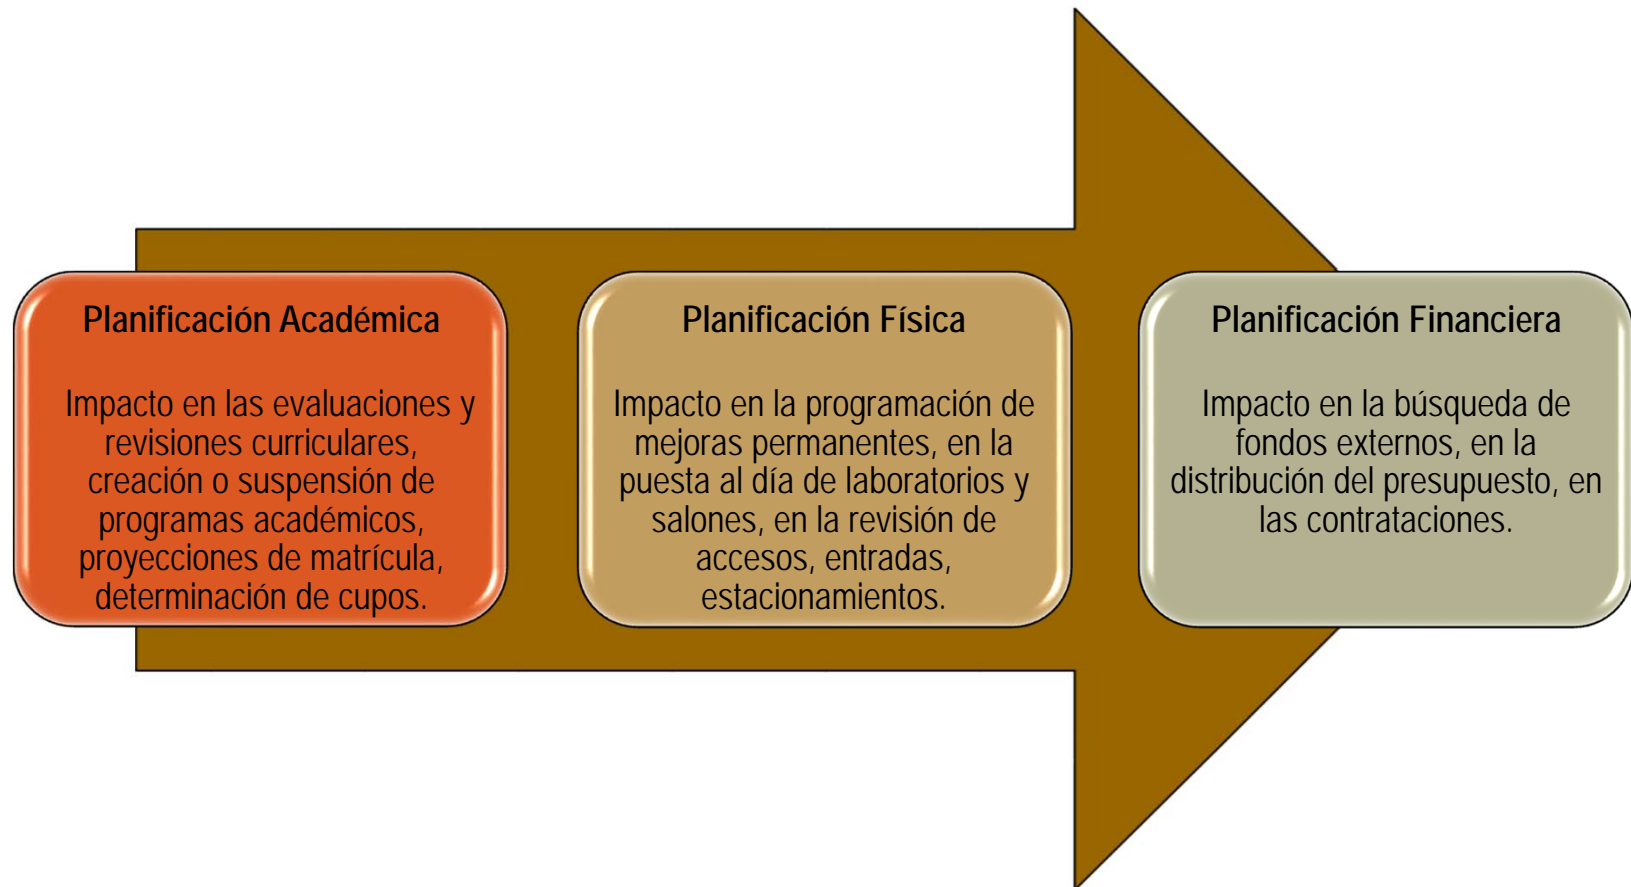 Planificación Académica
Impacto en las evaluaciones y
revisiones curriculares,
creación o suspensión de
programas académicos,
proyecciones de matrícula,
determinación de cupos.
Planificación Física
Impacto en la programación de
mejoras permanentes, en la
puesta al día de laboratorios y
salones, en la revisión de
accesos, entradas,
estacionamientos.
Planificación Financiera
Impacto en la búsqueda de
fondos externos, en la
distribución del presupuesto, en
las contrataciones.